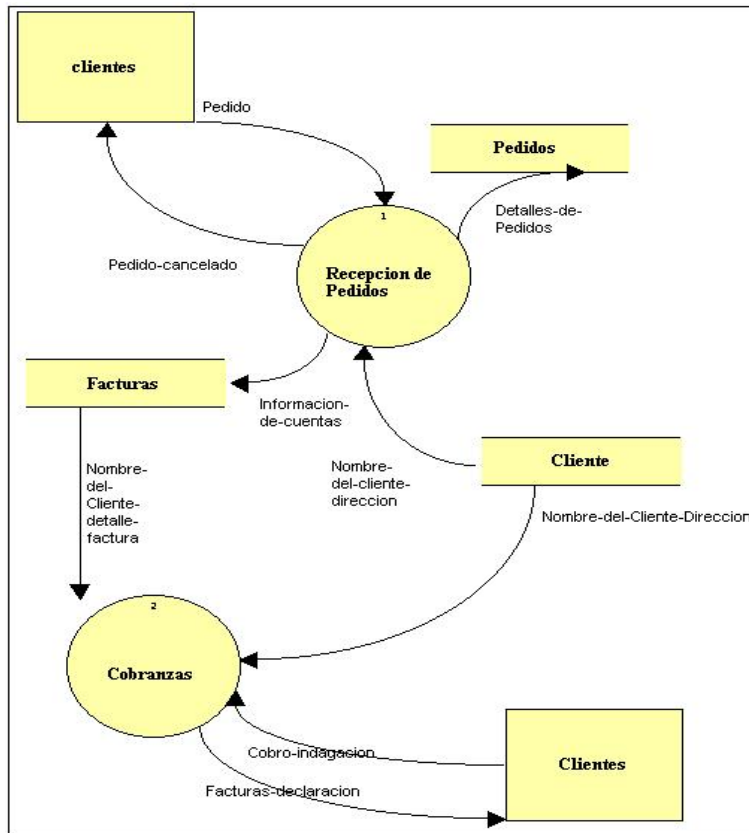 clientes
Pedido
Pedidos
Detalles-de-
Pedidos
1
Recepcion de
Pedidos
Pedido-cancelado
Facturas
Informacion-
de-cuentas
Nombre-
del-cliente-
direccion
Cliente
Nombre-del-Cliente-Direccion
Nombre-
del-
Cliente-
detalle-
factura
2
Cobranzas
Cobro-indagacion
Facturas-declaracion
Clientes